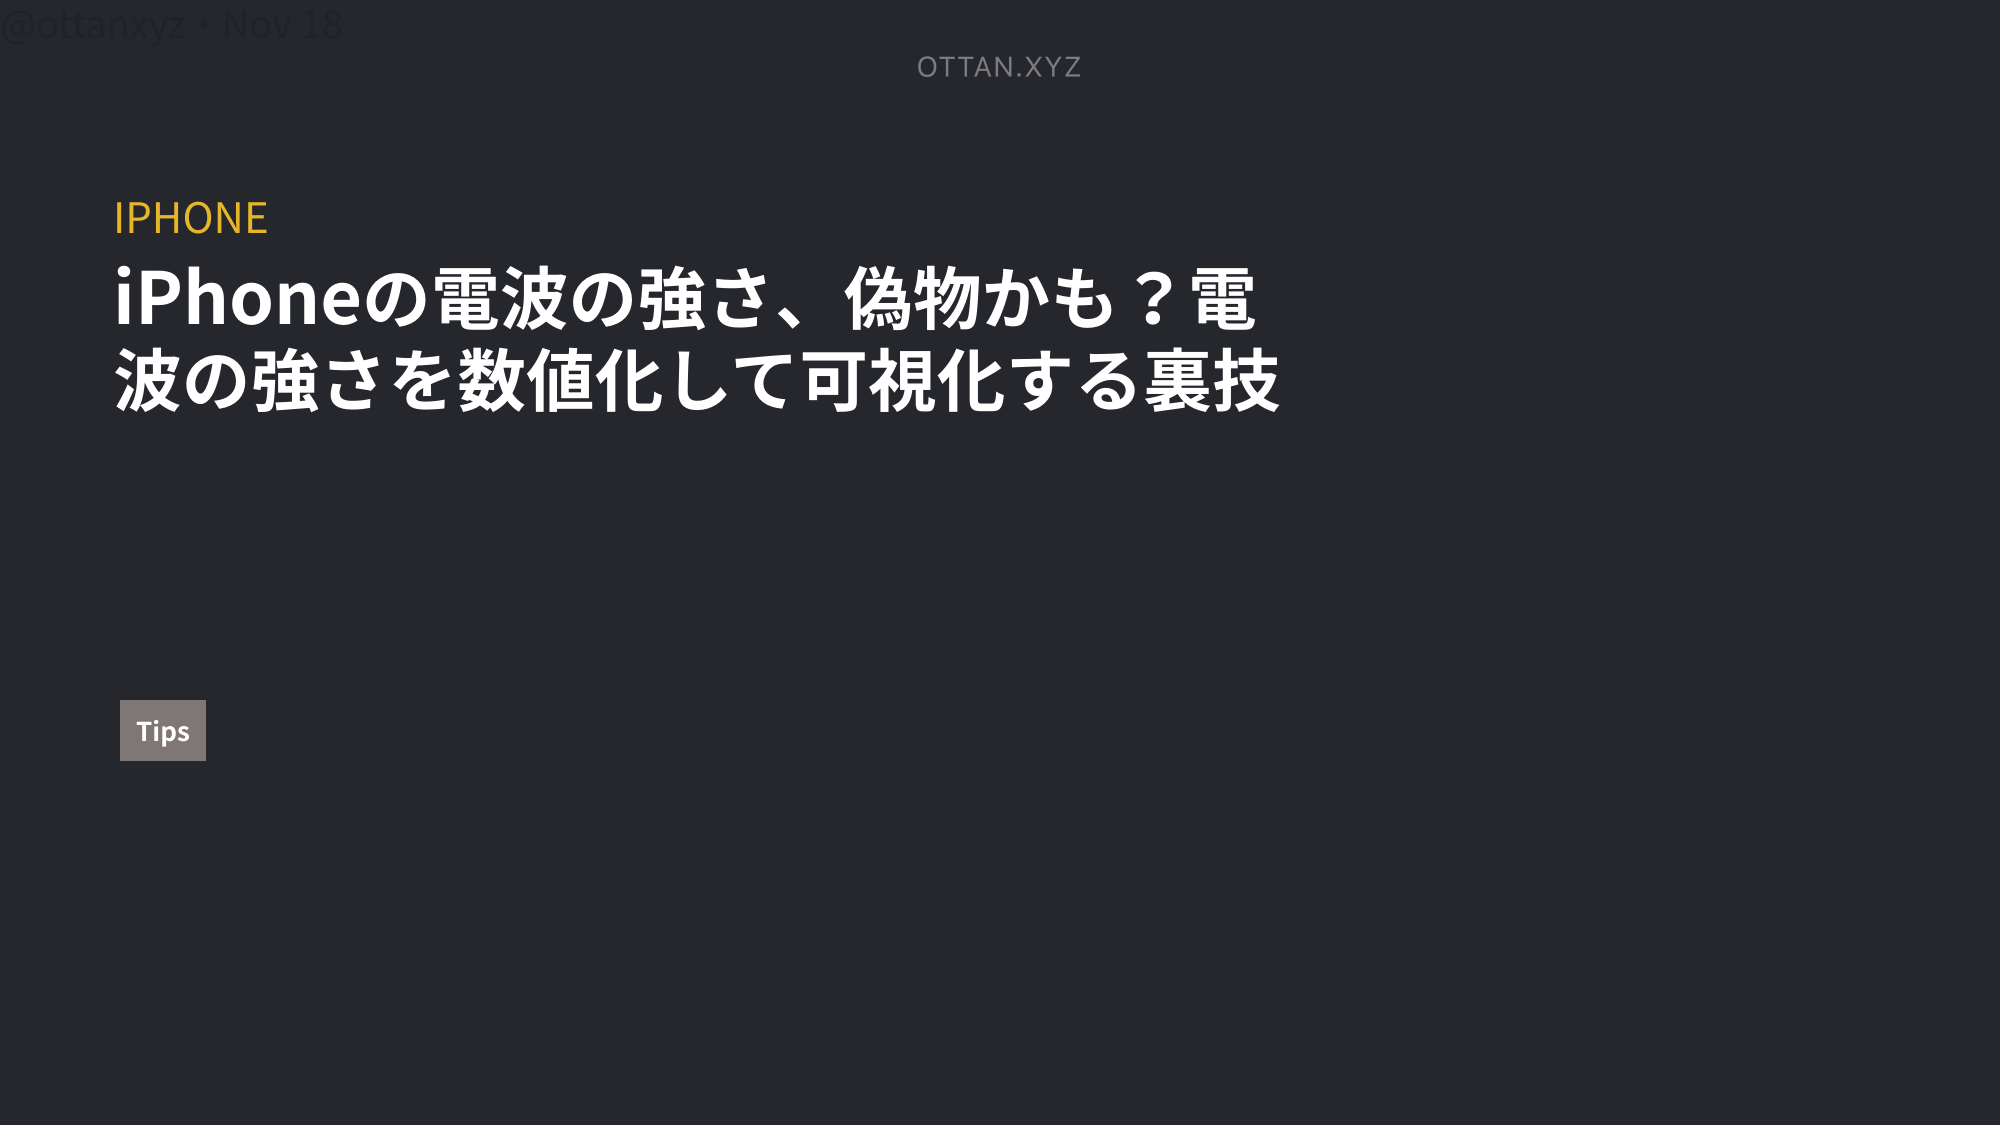 @ottanxyz・Nov 18
OTTAN.XYZ
IPHONE
iPhoneの電波の強さ、偽物かも？電
波の強さを数値化して可視化する裏技
Tips